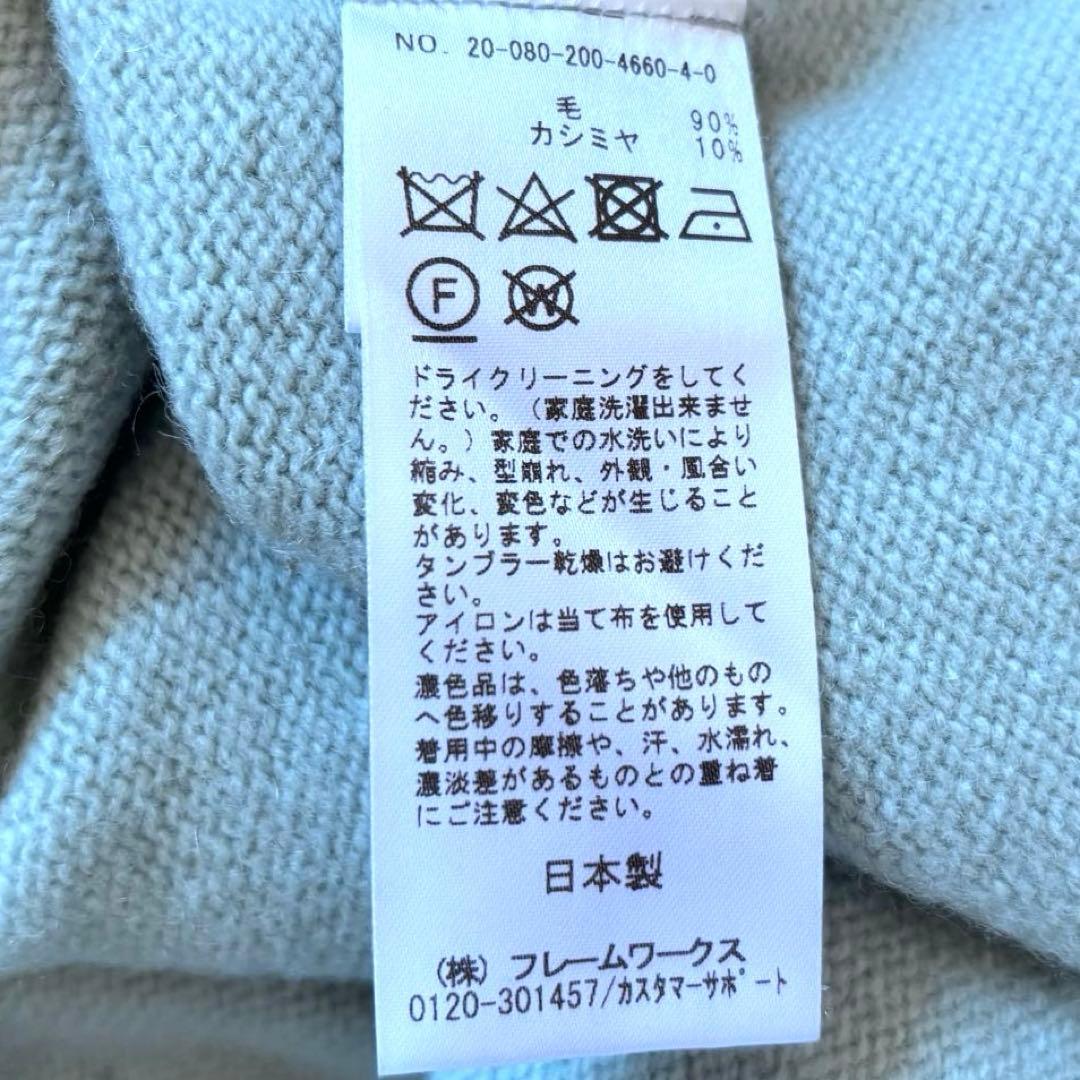 NO. 20-080-200-4660-4-0
毛 90%
カシミヤ 10%
F
W
ドライクリーニングをしてく
ださい。（家庭洗濯出来ませ
ん。）家庭での水洗いにより
縮み、型崩れ、外観・風合い
変化、変色などが生じること
があります。
タンブラー乾燥はお避けくだ
さい。
アイロンは当て布を使用して
ください。
濃色品は、色落ちや他のもの
へ色移りすることがあります。
着用中の摩擦や、汗、水濡れ、
濃淡差があるものとの重ね着
にご注意ください。
日本製
(株) フレームワークス
0120-301457/カスタマーサポート